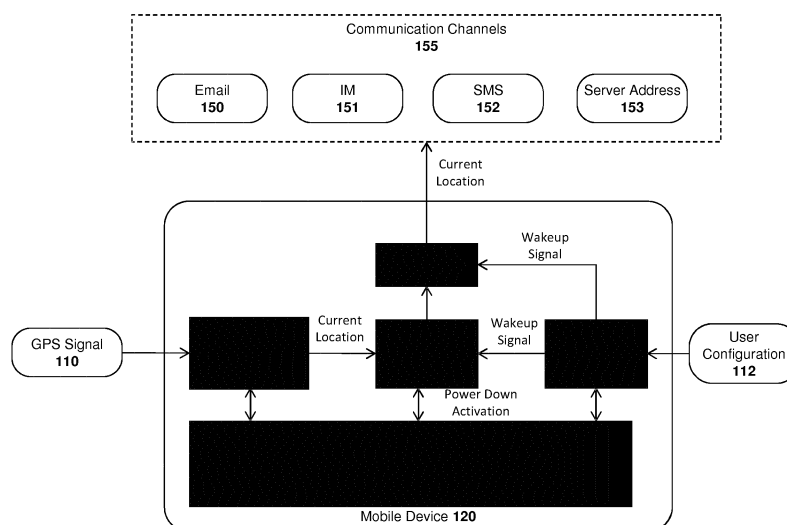 Communication Channels
155
Email
150
IM
151
SMS
152
Server Address
153
Current
Location
Wakeup
Signal
GPS Signal
110
Current
Location
Wakeup
Signal
User
Configuration
112
Power Down
Activation
Mobile Device 120